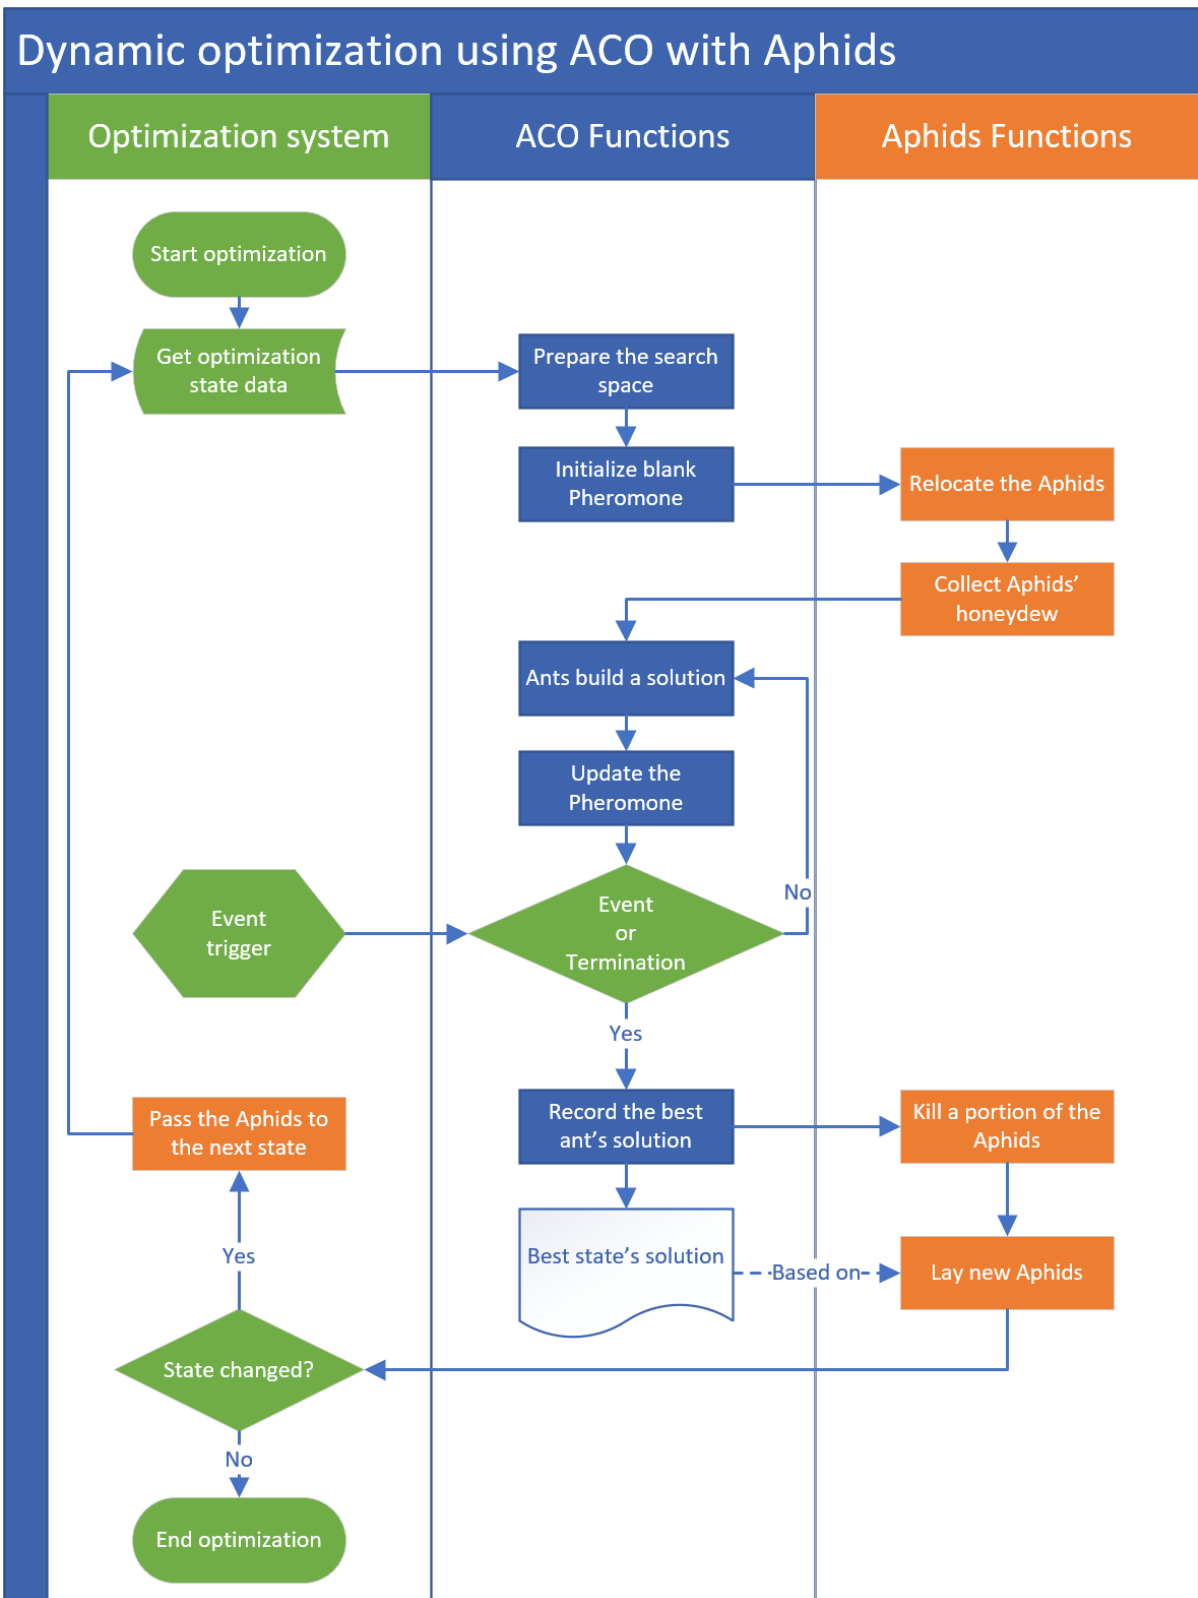 Dynamic optimization using ACO with Aphids
Optimization system
ACO Functions
Aphids Functions
Start optimization
Get optimization
state data
Prepare the search
space
Initialize blank
Pheromone
Relocate the Aphids
Collect Aphids’
honeydew
Ants build a solution
Update the
Pheromone
No
Event
trigger
Event
or
Termination
Yes
Pass the Aphids to
the next state
Record the best
ant’s solution
Kill a portion of the
Aphids
Yes
Best state’s solution
Based on
Lay new Aphids
State changed?
No
End optimization